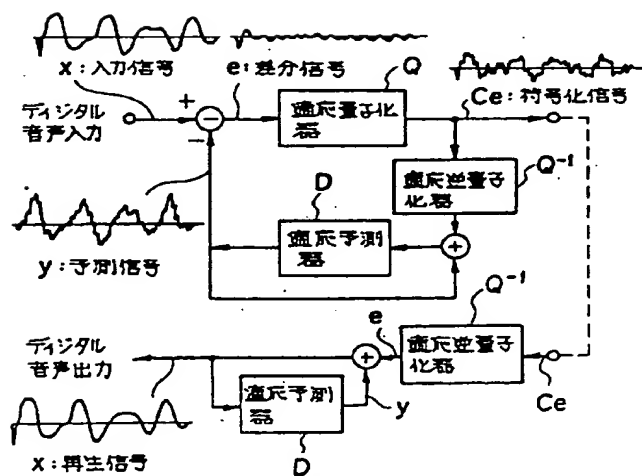 x:入力信号
e:差分信号
Q
Ce:符号化信号
ディジタル
音声入力
+
−
−
適応量子化
器
適応逆量子
化器
Q⁻¹
D
適応予測
器
+
y:予測信号
Q⁻¹
ディジタル
音声出力
+
e
適応逆量子
化器
適応予測
器
y
Ce
x:再生信号
D